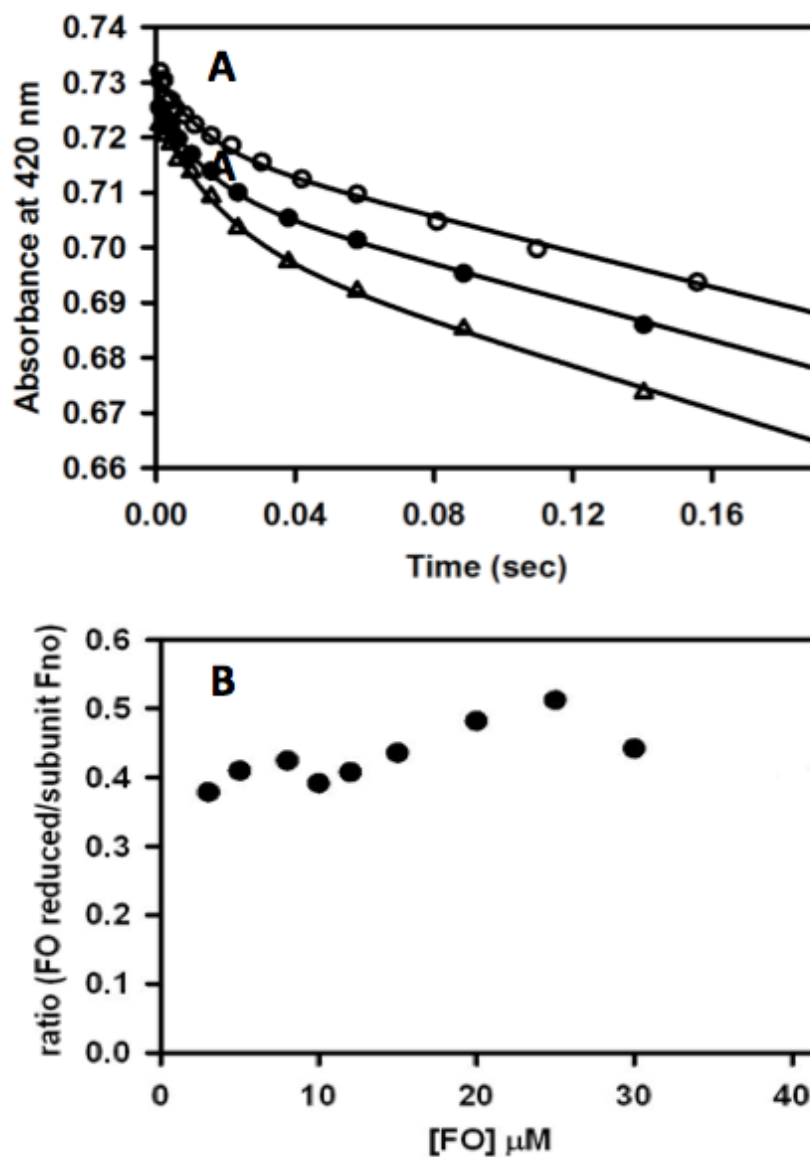 0.74
A
0.73
0.72
A
0.71
0.70
0.69
0.68
0.67
0.66
Absorbance at 420 nm
0.00 0.04 0.08 0.12 0.16
Time (sec)
0.6
B
0.5
0.4
0.3
0.2
0.1
0.0
ratio (FO reduced/subunit Fno)
0 10 20 30 40
[FO] μM